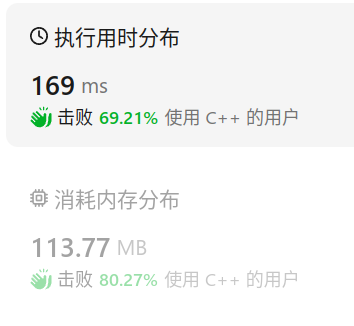 执行用时分布
169 ms
击败 69.21% 使用 C++ 的用户
消耗内存分布
113.77 MB
击败 80.27% 使用 C++ 的用户